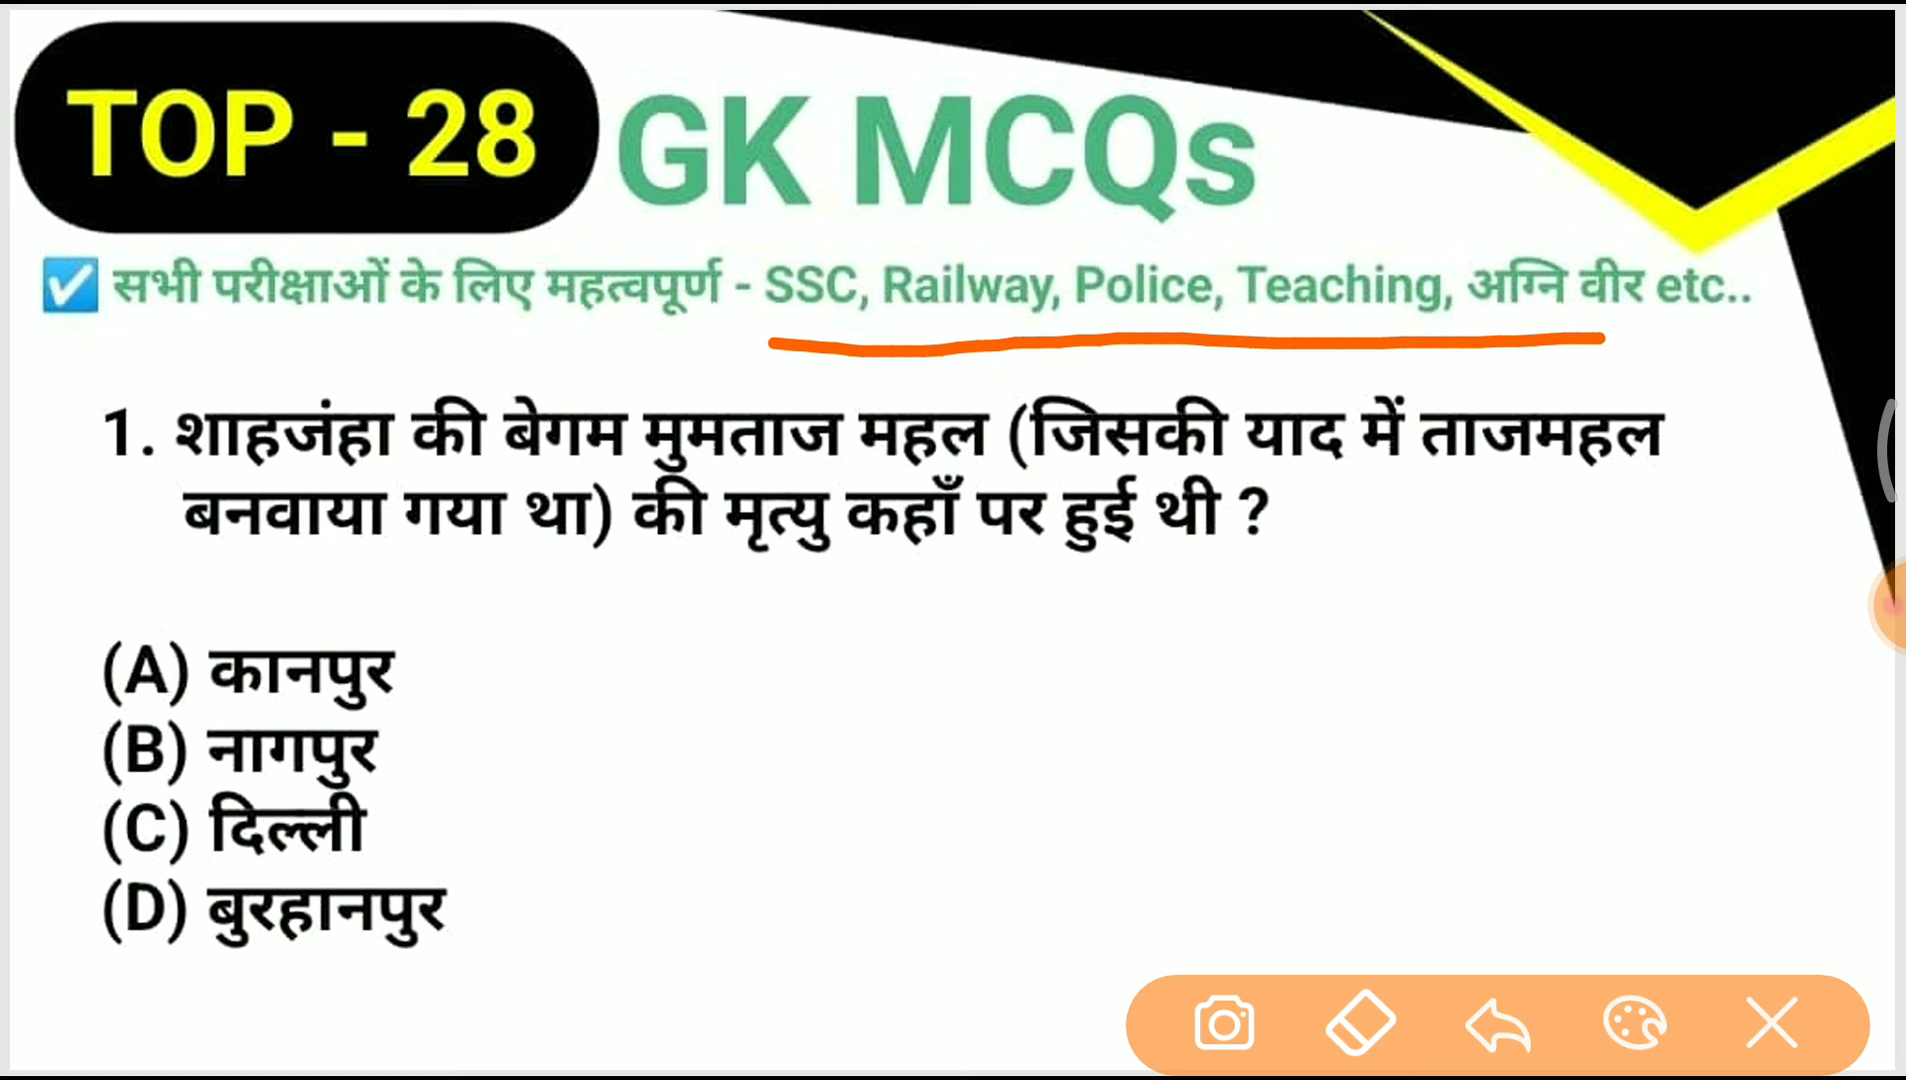 TOP - 28 GK MCQs
सभी परीक्षाओं के लिए महत्वपूर्ण - SSC, Railway, Police, Teaching, अग्नि वीर etc..
1. शाहजंहा की बेगम मुमताज महल (जिसकी याद में ताजमहल
बनवाया गया था) की मृत्यु कहाँ पर हुई थी ?
(A) कानपुर
(B) नागपुर
(C) दिल्ली
(D) बुरहानपुर